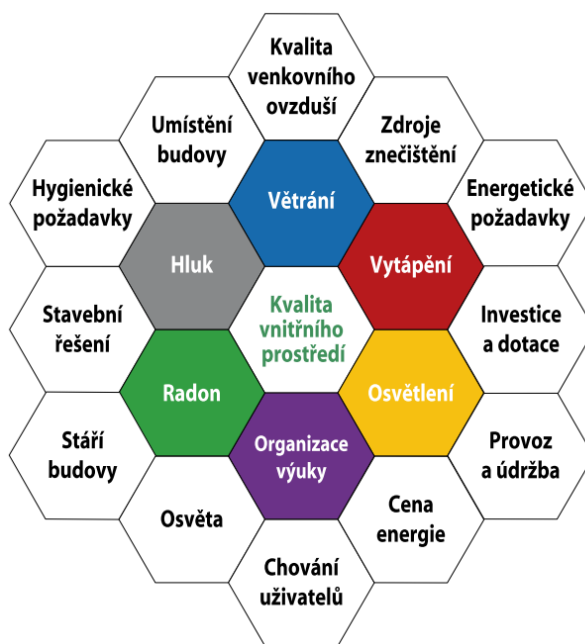 Kvalita
venkovního
ovzduší
Umístění
budovy
Zdroje
znečištění
Hygienické
požadavky
Větrání
Energetické
požadavky
Hluk
Vytápění
Stavební
řešení
Kvalita
vnitřního
prostředí
Investice
a dotace
Radon
Osvětlení
Stáří
budovy
Organizace
výuky
Provoz
a údržba
Osvěta
Cena
energie
Chování
uživatelů